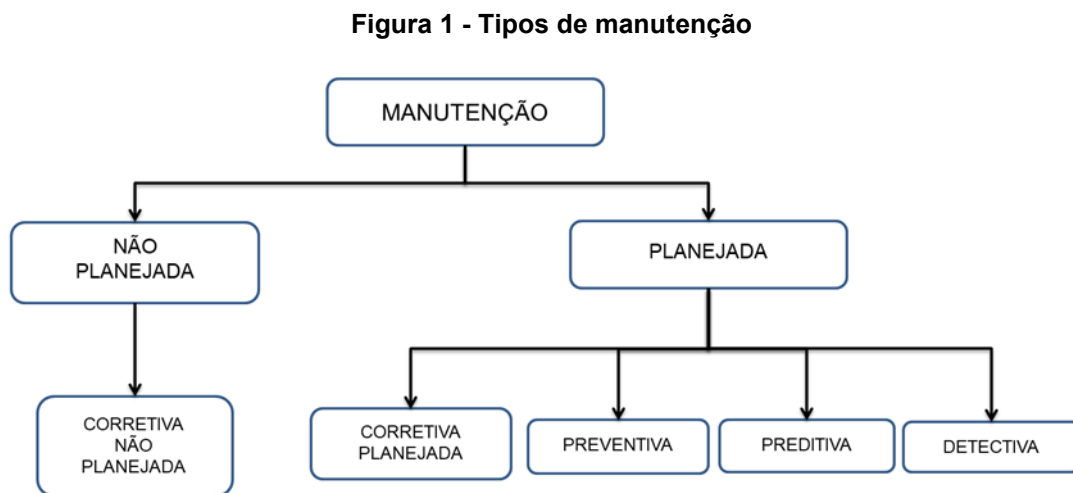 Figura 1 - Tipos de manutenção
MANUTENÇÃO
NÃO
PLANEJADA
PLANEJADA
CORRETIVA
NÃO
PLANEJADA
CORRETIVA
PLANEJADA
PREVENTIVA
PREDITIVA
DETECTIVA